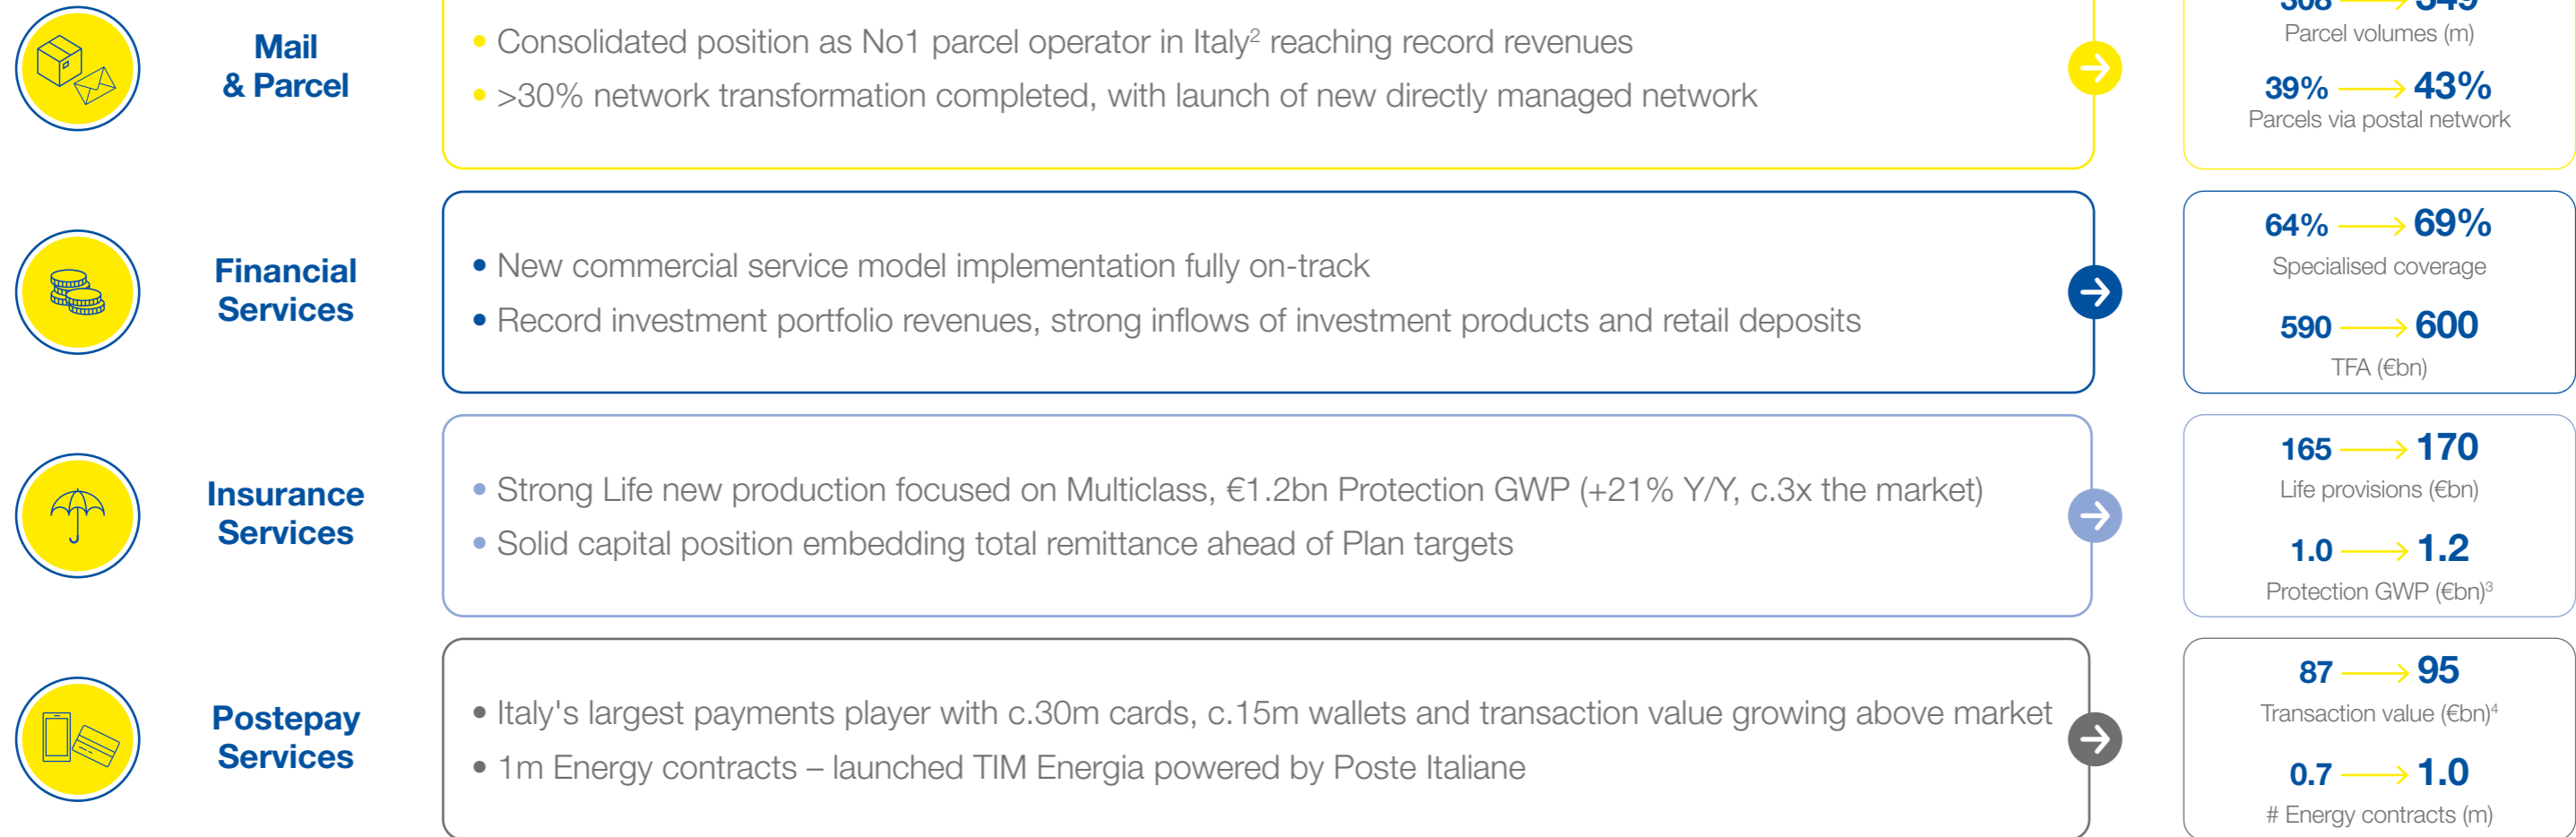 308 → 349
Parcel volumes (m)
Mail
& Parcel
• Consolidated position as No1 parcel operator in Italy² reaching record revenues
• >30% network transformation completed, with launch of new directly managed network
39% → 43%
Parcels via postal network
Financial
Services
• New commercial service model implementation fully on-track
• Record investment portfolio revenues, strong inflows of investment products and retail deposits
64% → 69%
Specialised coverage
590 → 600
TFA (€bn)
Insurance
Services
• Strong Life new production focused on Multiclass, €1.2bn Protection GWP (+21% Y/Y, c.3x the market)
• Solid capital position embedding total remittance ahead of Plan targets
165 → 170
Life provisions (€bn)
1.0 → 1.2
Protection GWP (€bn)³
Postepay
Services
• Italy's largest payments player with c.30m cards, c.15m wallets and transaction value growing above market
• 1m Energy contracts – launched TIM Energia powered by Poste Italiane
87 → 95
Transaction value (€bn)⁴
0.7 → 1.0
# Energy contracts (m)